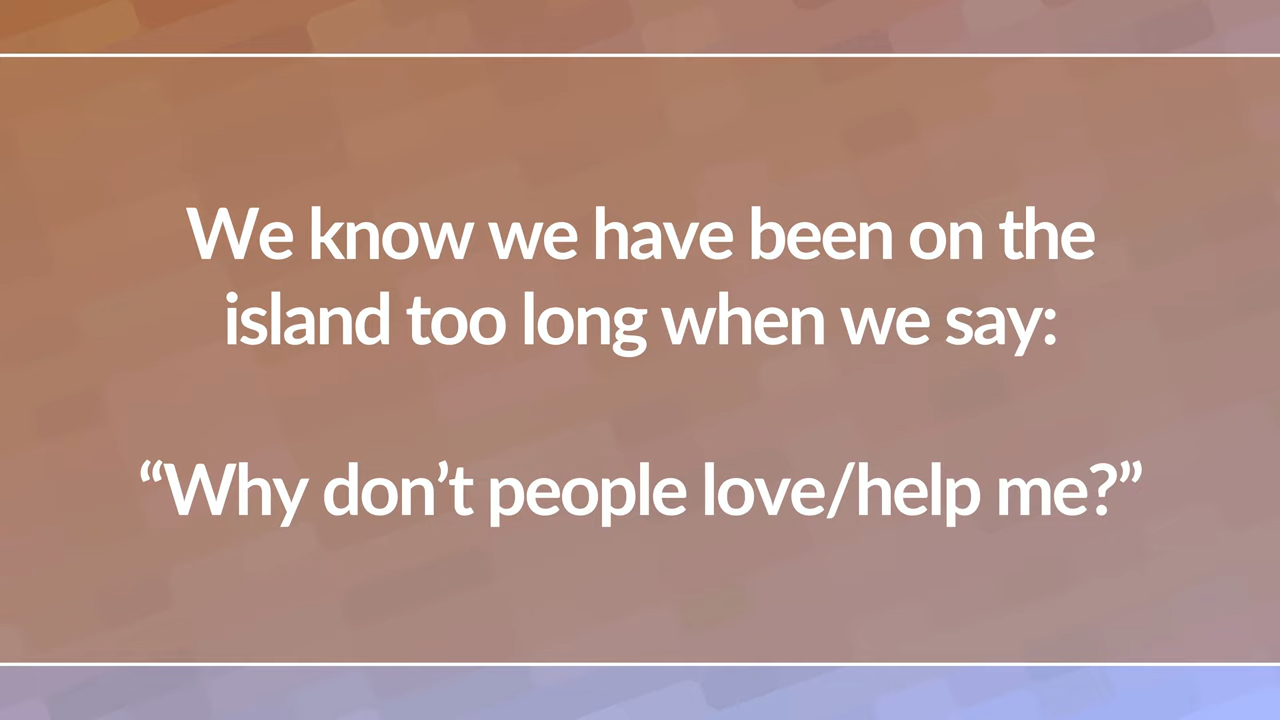 We know we have been on the
island too long when we say:
“Why don’t people love/help me?”